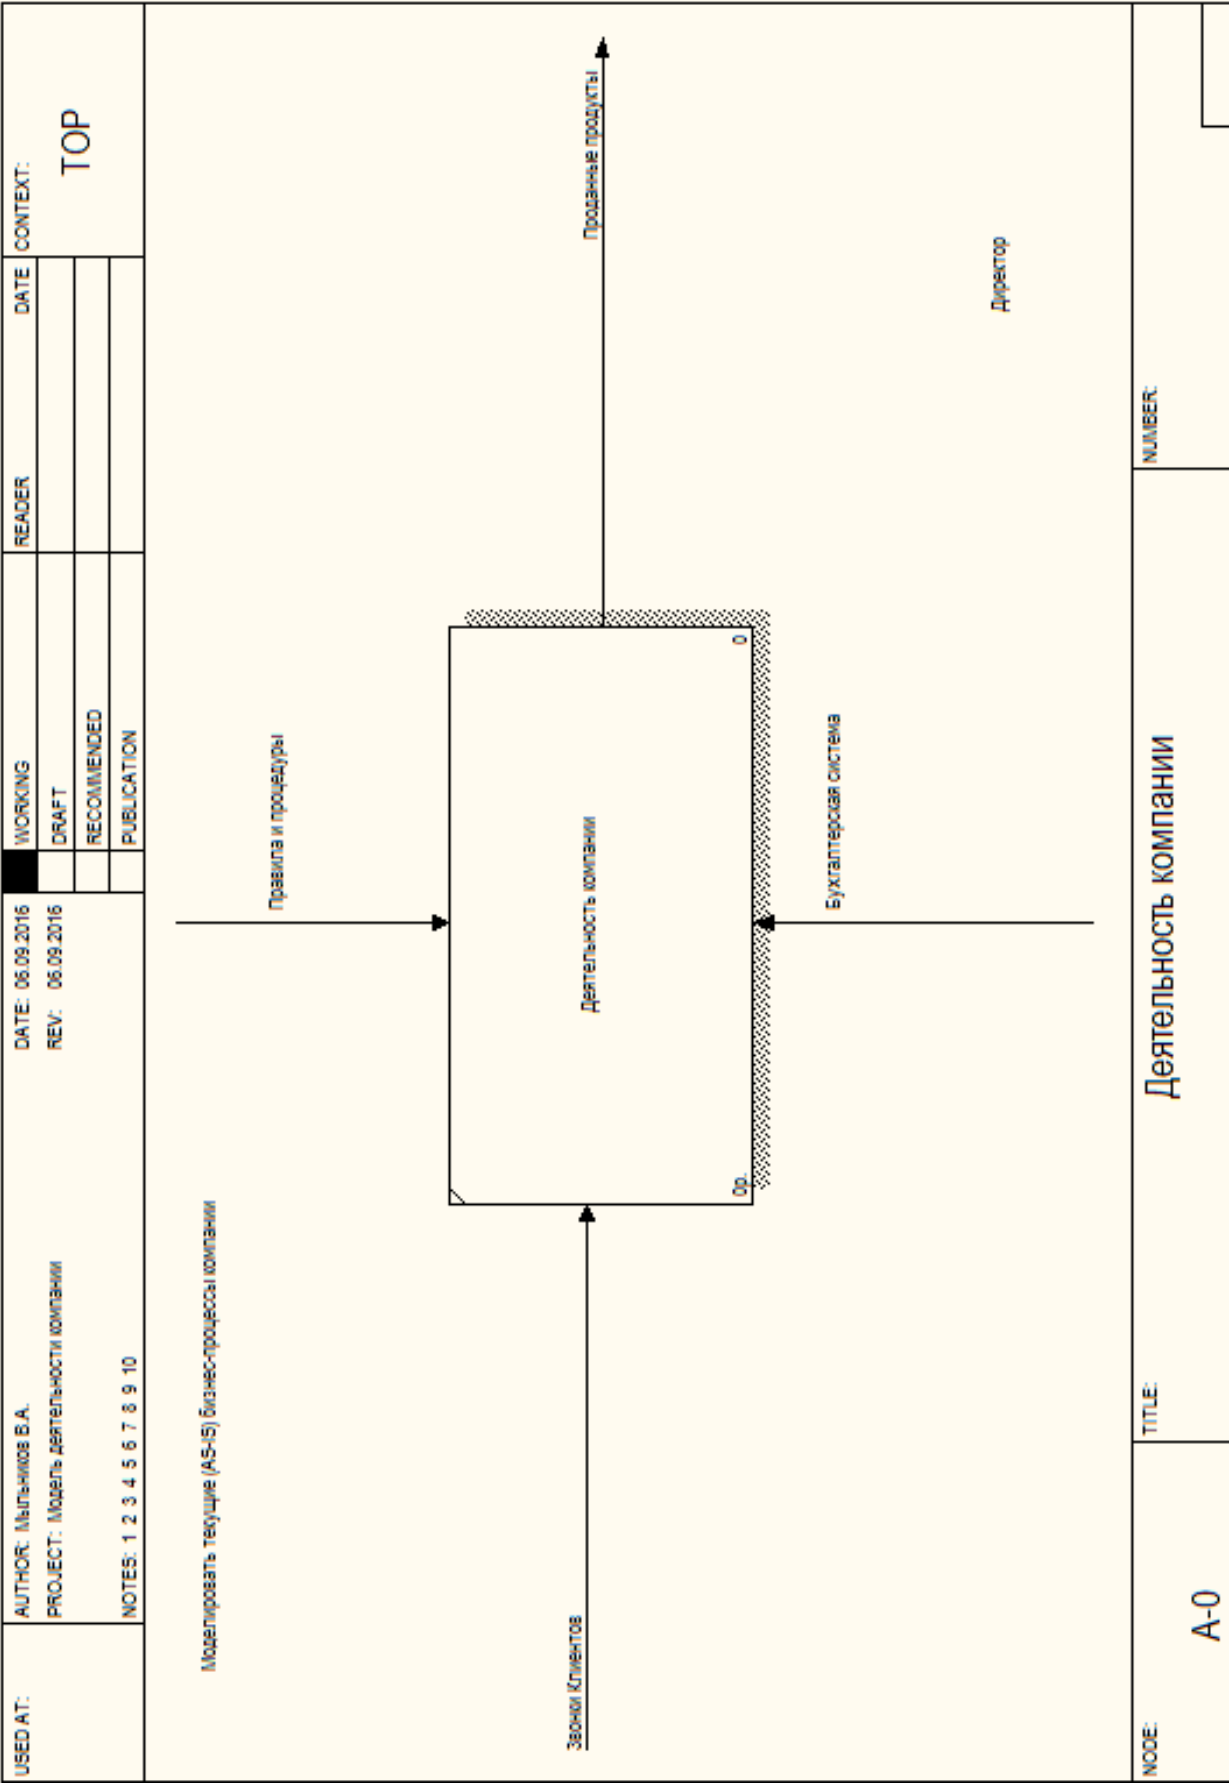 USED AT:
AUTHOR: Мыльников В.А.
DATE: 06.09.2016
WORKING
READER
DATE
CONTEXT:
PROJECT: Модель деятельности компании
REV: 06.09.2016
DRAFT
RECOMMENDED
TOP
NOTES: 1 2 3 4 5 6 7 8 9 10
PUBLICATION
Моделировать текущие (AS-IS) бизнес-процессы компании
Правила и процедуры
Звонки Клиентов
Деятельность компании
Проданные продукты
0р.
0
Бухгалтерская система
Директор
NODE:
TITLE:
NUMBER:
Деятельность компании
A-0